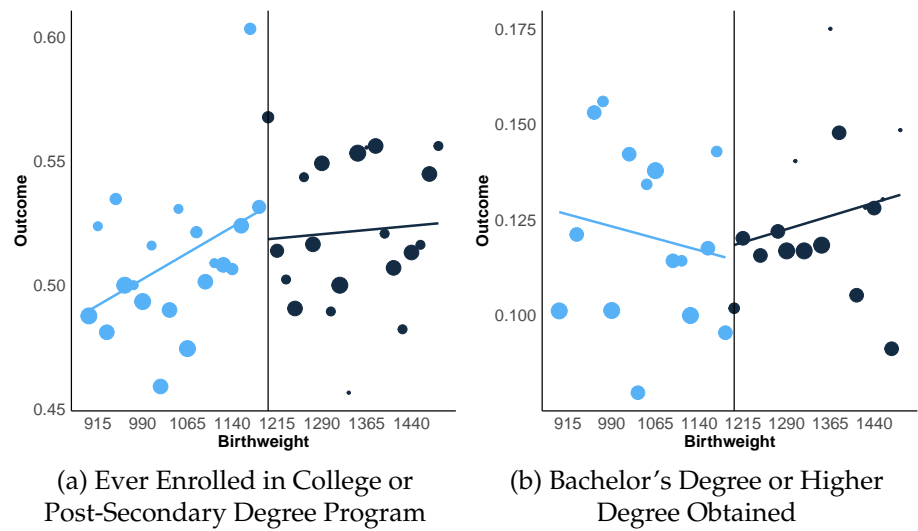 0.60
0.55
0.50
0.45
Outcome
915 990 1065 1140 1215 1290 1365 1440
Birthweight
(a) Ever Enrolled in College or
Post-Secondary Degree Program
0.175
0.150
0.125
0.100
Outcome
915 990 1065 1140 1215 1290 1365 1440
Birthweight
(b) Bachelor's Degree or Higher
Degree Obtained